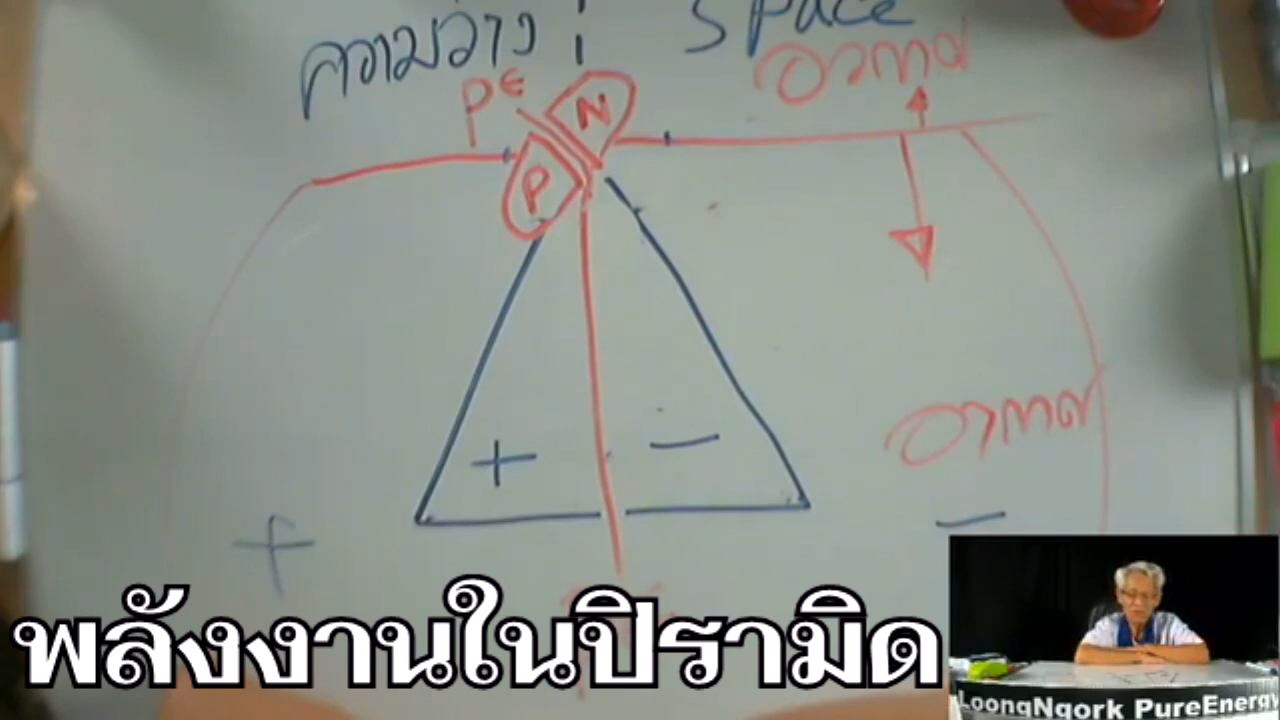 ความว่าง : space
อวกาศ
PE
N
P
+ −
อากาศ
+ −
พลังงานในปิรามิด
LoongNgork PureEnergy